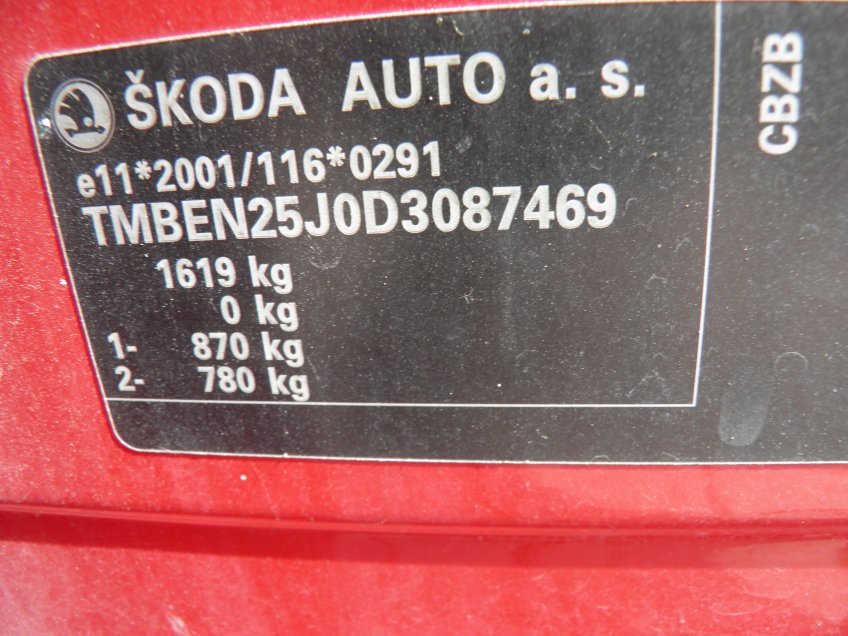 ŠKODA AUTO a. s.
e11*2001/116*0291
TMBEN25J0D3087469
1619 kg
0 kg
1- 870 kg
2- 780 kg
CBZB